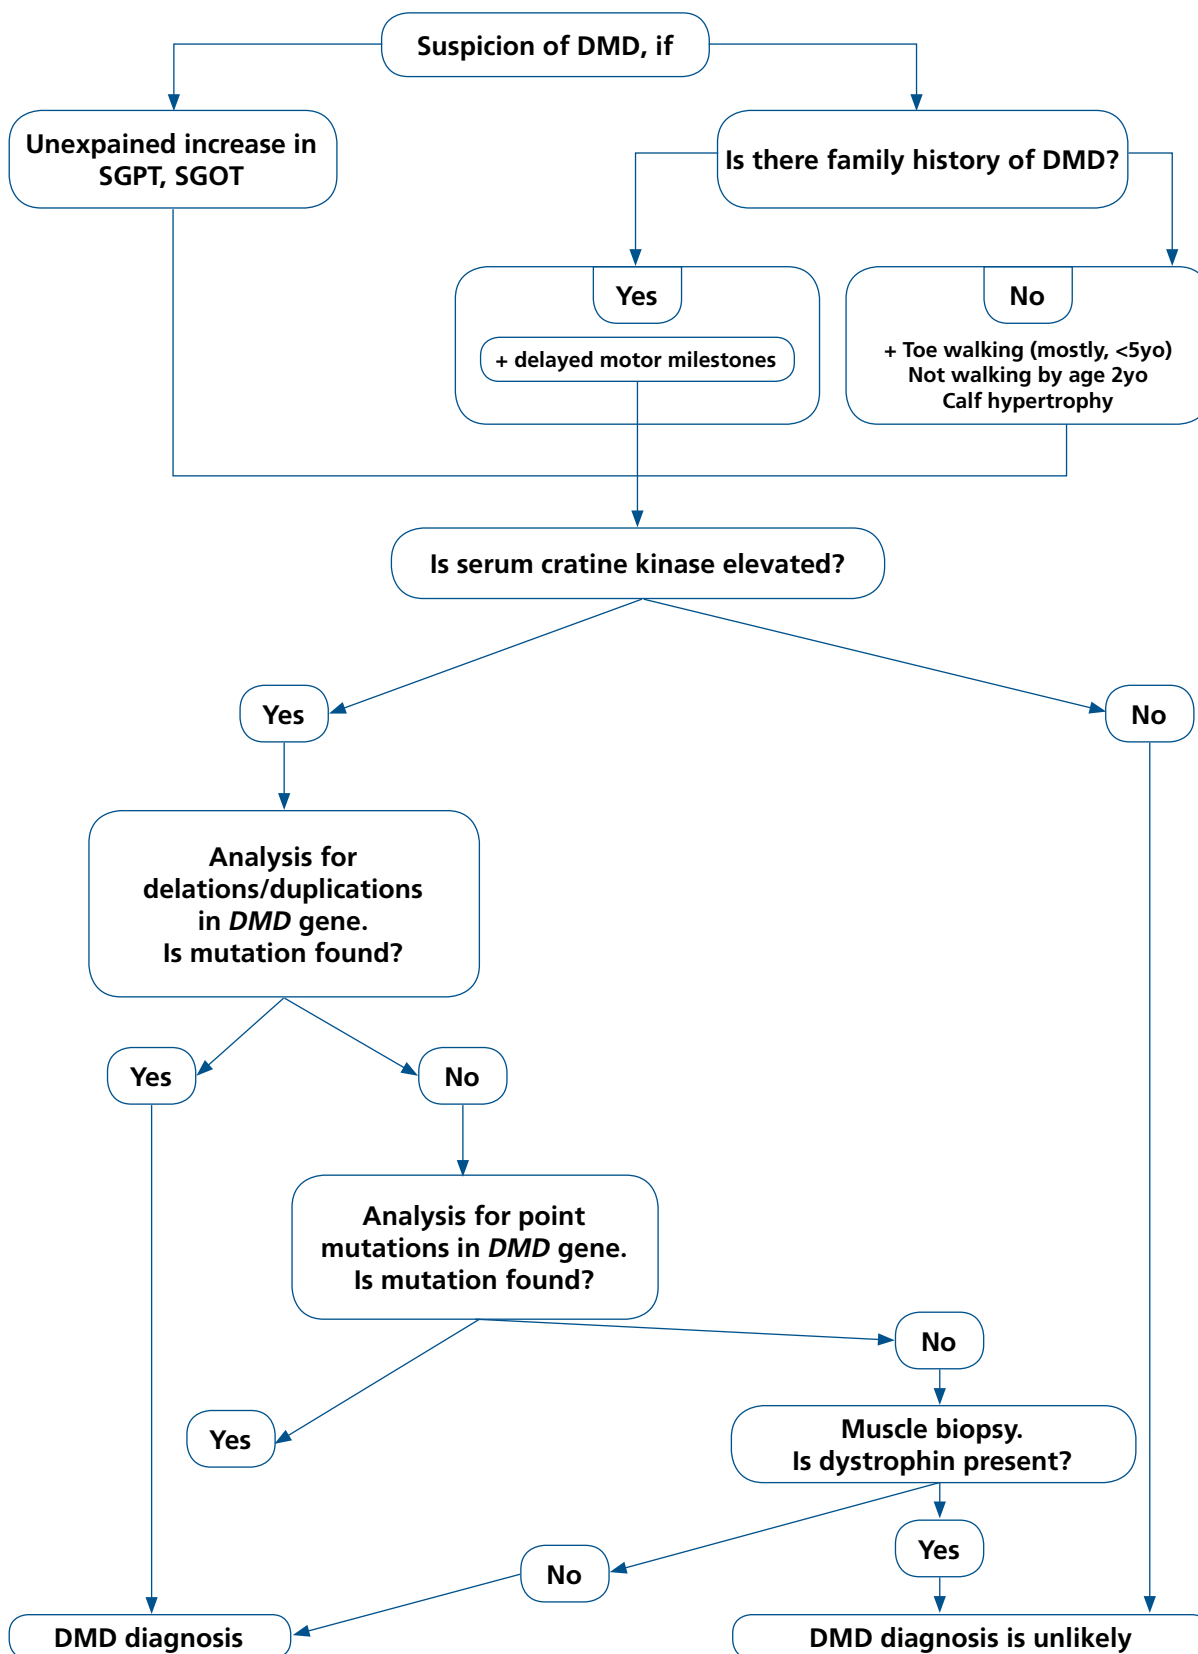 Suspicion of DMD, if
Unexpained increase in
SGPT, SGOT
Is there family history of DMD?
Yes
+ delayed motor milestones
No
+ Toe walking (mostly, <5yo)
Not walking by age 2yo
Calf hypertrophy
Is serum cratine kinase elevated?
Yes
No
Analysis for
delations/duplications
in DMD gene.
Is mutation found?
Yes
No
Analysis for point
mutations in DMD gene.
Is mutation found?
No
Yes
Muscle biopsy.
Is dystrophin present?
Yes
No
DMD diagnosis
DMD diagnosis is unlikely